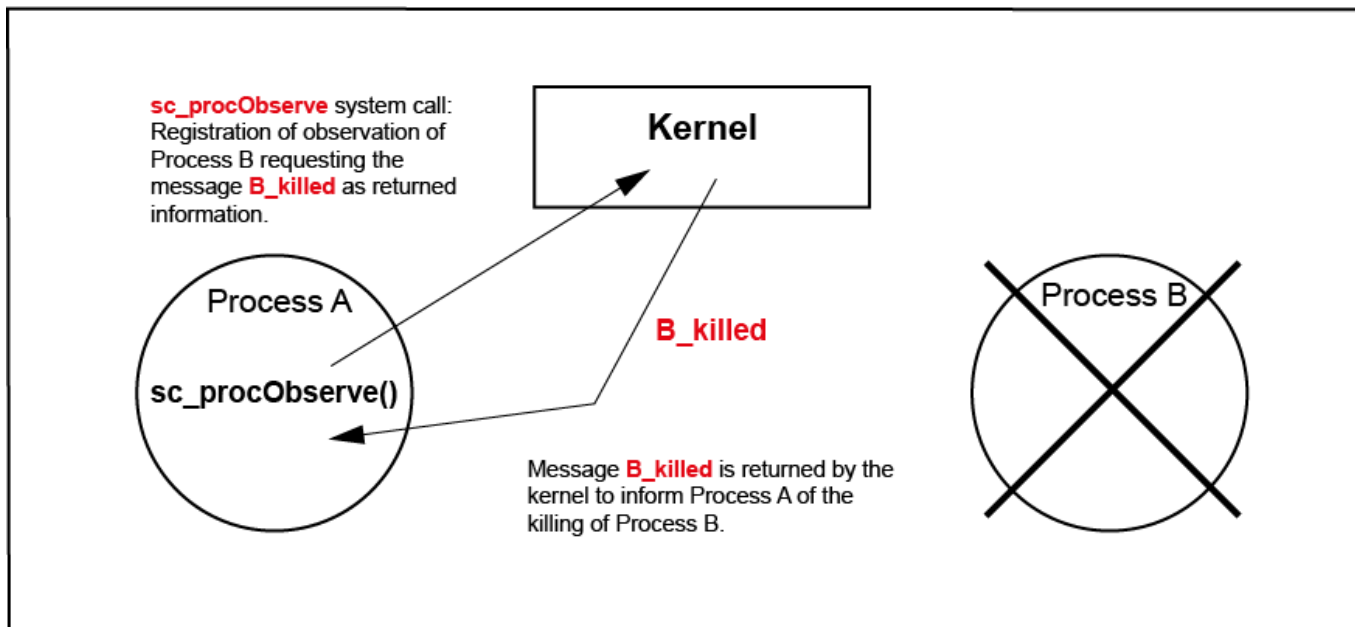 sc_procObserve system call:
Registration of observation of
Process B requesting the
message B_killed as returned
information.
Kernel
Process A
sc_procObserve()
B_killed
Process B
Message B_killed is returned by the
kernel to inform Process A of the
killing of Process B.